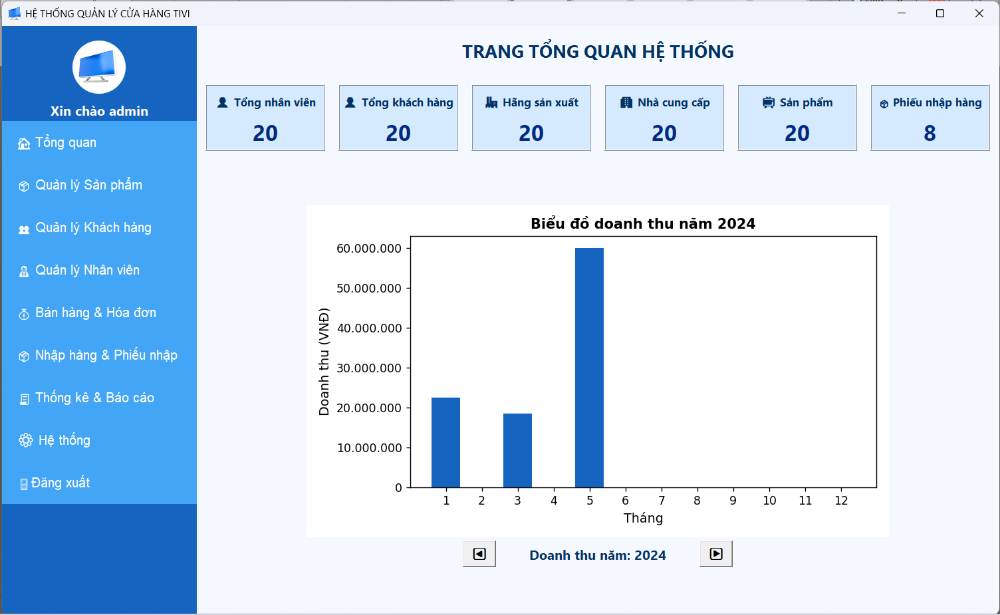 HỆ THỐNG QUẢN LÝ CỬA HÀNG TIVI
Xin chào admin
Tổng quan
Quản lý Sản phẩm
Quản lý Khách hàng
Quản lý Nhân viên
Bán hàng & Hóa đơn
Nhập hàng & Phiếu nhập
Thống kê & Báo cáo
Hệ thống
Đăng xuất
TRANG TỔNG QUAN HỆ THỐNG
Tổng nhân viên
20
Tổng khách hàng
20
Hãng sản xuất
20
Nhà cung cấp
20
Sản phẩm
20
Phiếu nhập hàng
8
Biểu đồ doanh thu năm 2024
Doanh thu (VNĐ)
60.000.000
50.000.000
40.000.000
30.000.000
20.000.000
10.000.000
0
1 2 3 4 5 6 7 8 9 10 11 12
Tháng
Doanh thu năm: 2024